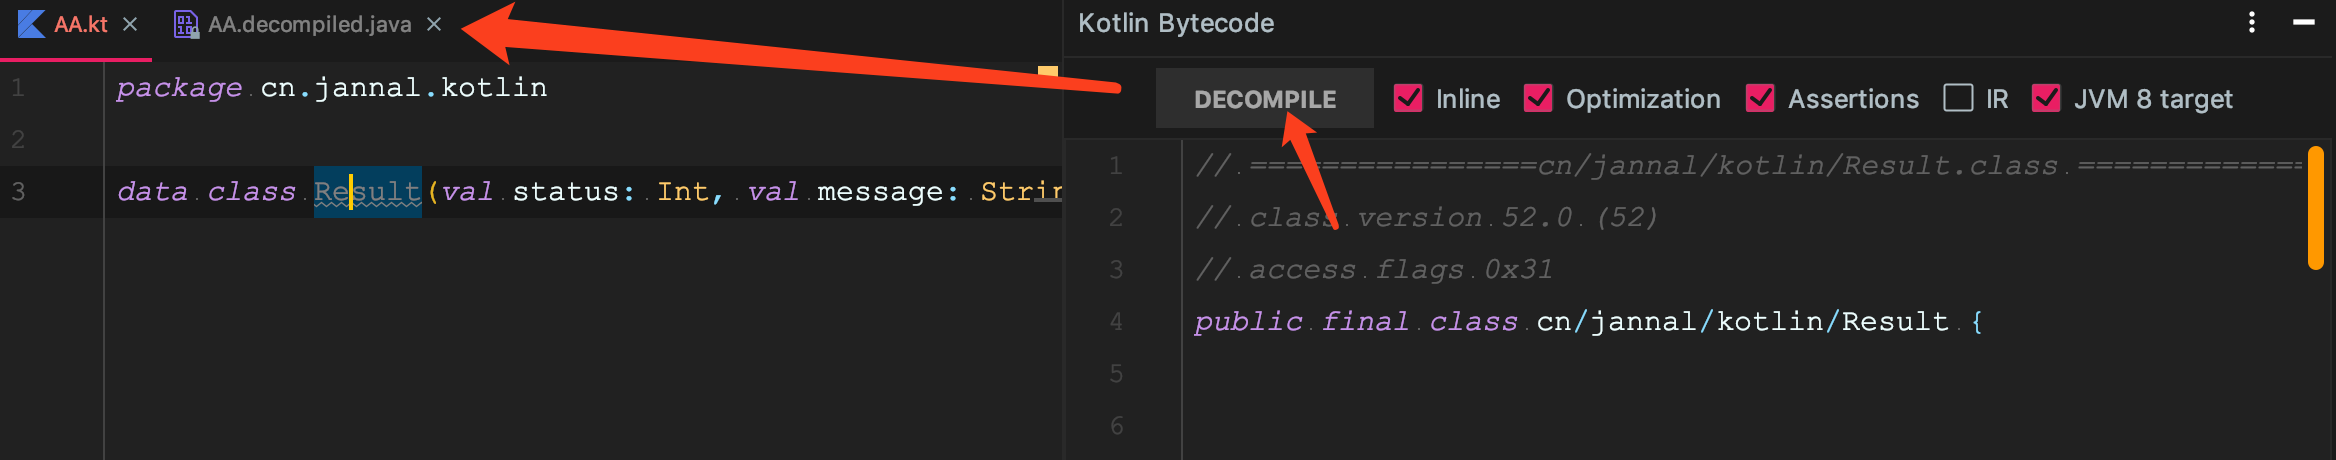 AA.kt
AA.decompiled.java
1 package cn.jannal.kotlin
2
3 data class Result(val status: Int, val message: Strin
Kotlin Bytecode
DECOMPILE Inline Optimization Assertions IR JVM 8 target
1 // ================cn/jannal/kotlin/Result.class =============
2 // class version 52.0 (52)
3 // access flags 0x31
4 public final class cn/jannal/kotlin/Result {
5
6